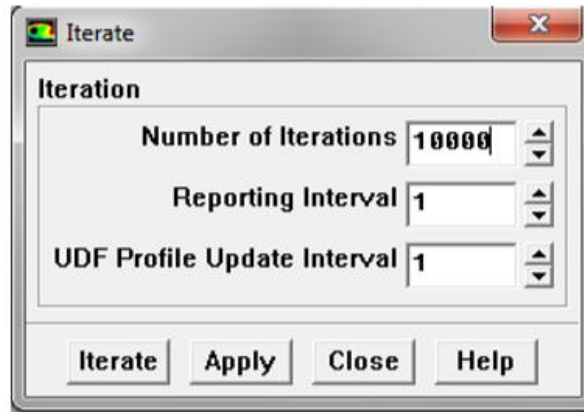 Iterate
Iteration
Number of Iterations 10000
Reporting Interval 1
UDF Profile Update Interval 1
Iterate Apply Close Help